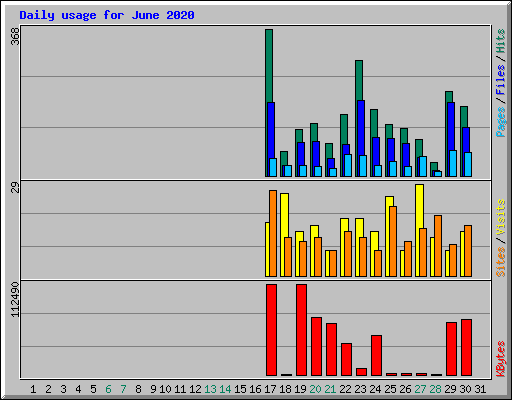 Daily usage for June 2020
368
29
112490
Pages / Files / Hits
Sites / Visits
KBytes
1 2 3 4 5 6 7 8 9 10 11 12 13 14 15 16 17 18 19 20 21 22 23 24 25 26 27 28 29 30 31